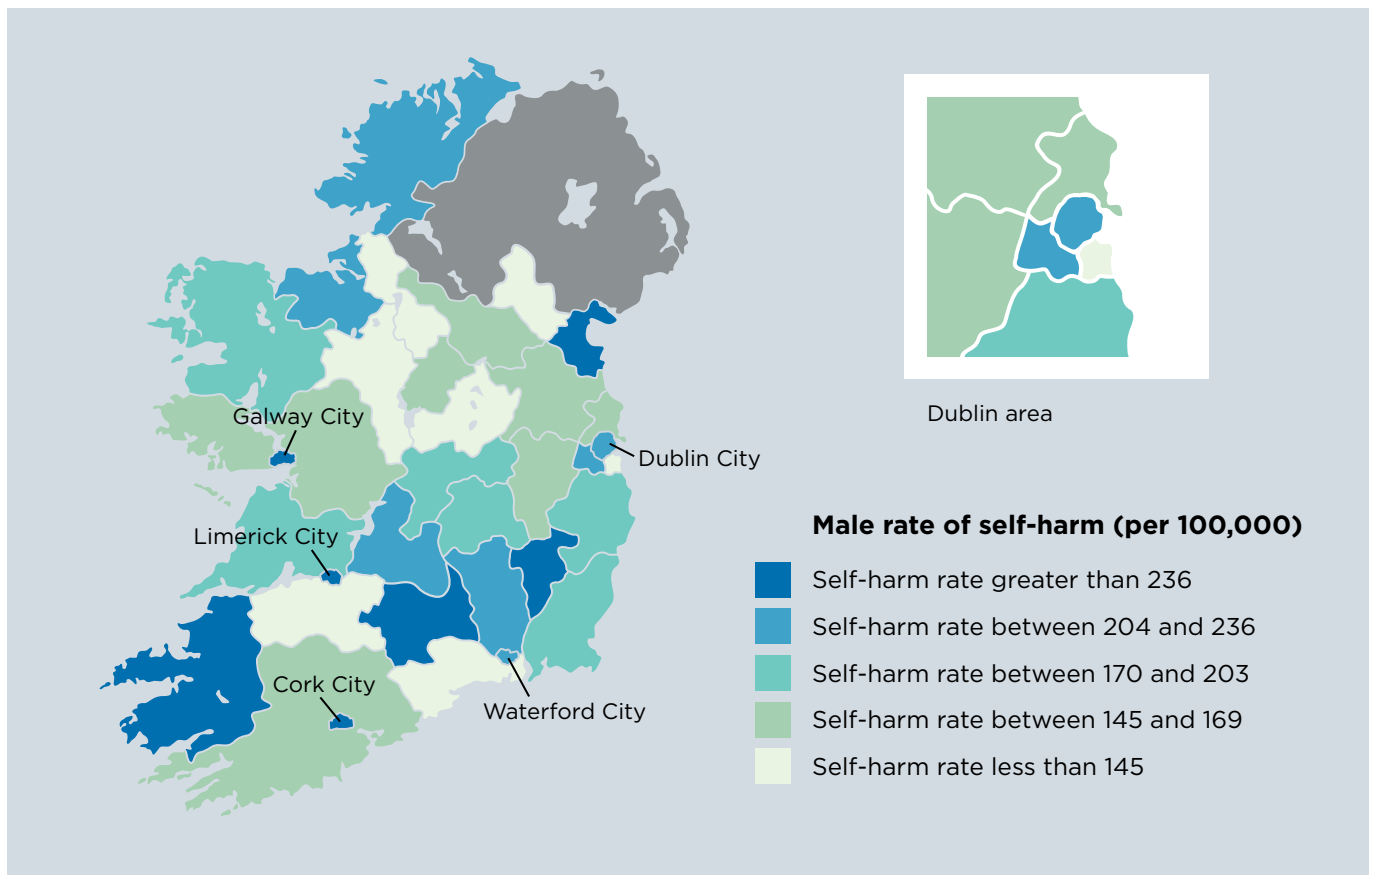 Galway City
Dublin City
Limerick City
Cork City
Waterford City
Dublin area
Male rate of self-harm (per 100,000)
Self-harm rate greater than 236
Self-harm rate between 204 and 236
Self-harm rate between 170 and 203
Self-harm rate between 145 and 169
Self-harm rate less than 145